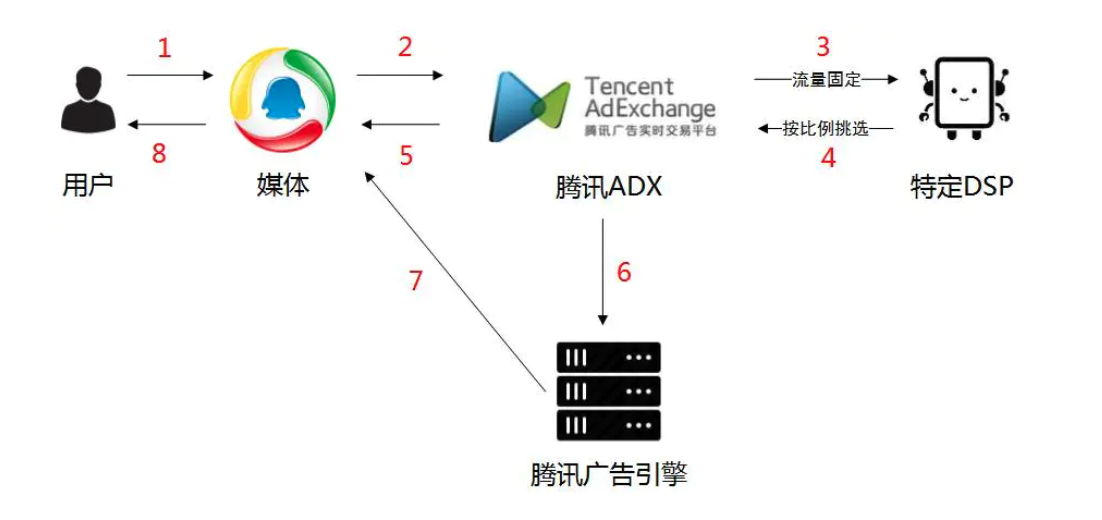 1
2
3
流量固定
Tencent
AdExchange
腾讯广告实时交易平台
8
5
按比例挑选
4
用户
媒体
腾讯ADX
特定DSP
7
6
腾讯广告引擎